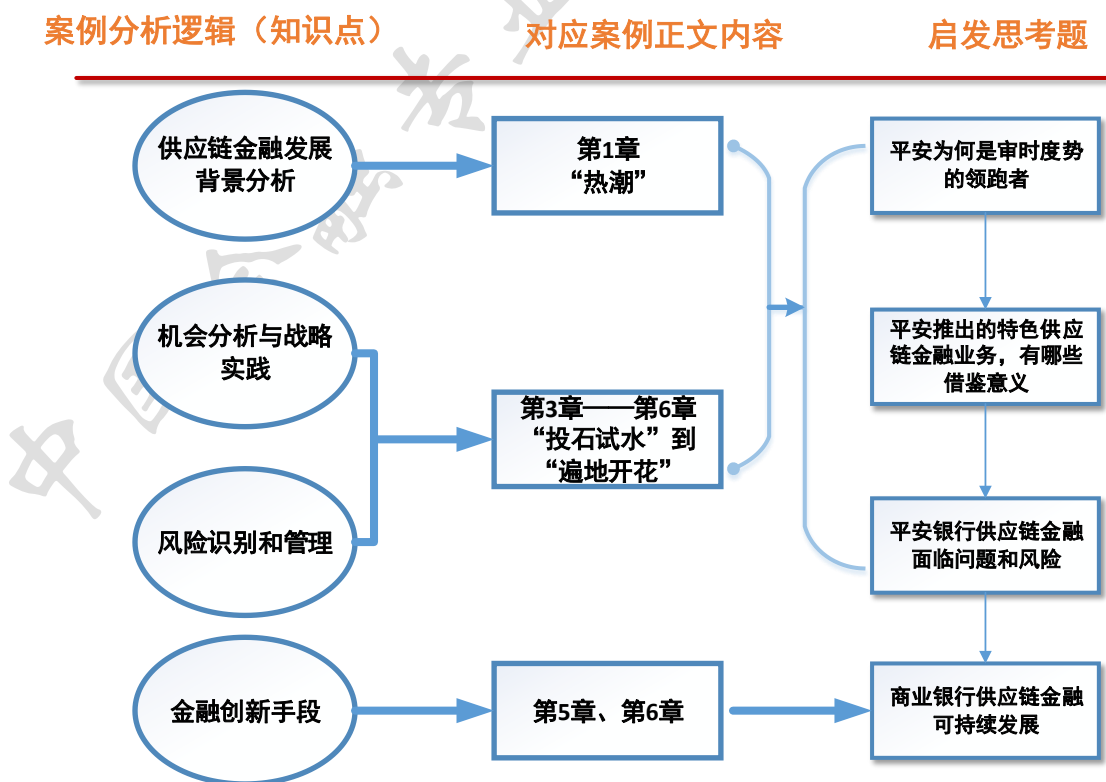 案例分析逻辑（知识点）
对应案例正文内容
启发思考题
供应链金融发展
背景分析
第1章
“热潮”
平安为何是审时度势
的领跑者
机会分析与战略
实践
平安推出的特色供应
链金融业务，有哪些
借鉴意义
第3章——第6章
“投石试水”到
“遍地开花”
风险识别和管理
平安银行供应链金融
面临问题和风险
金融创新手段
第5章、第6章
商业银行供应链金融
可持续发展
中国金融专业